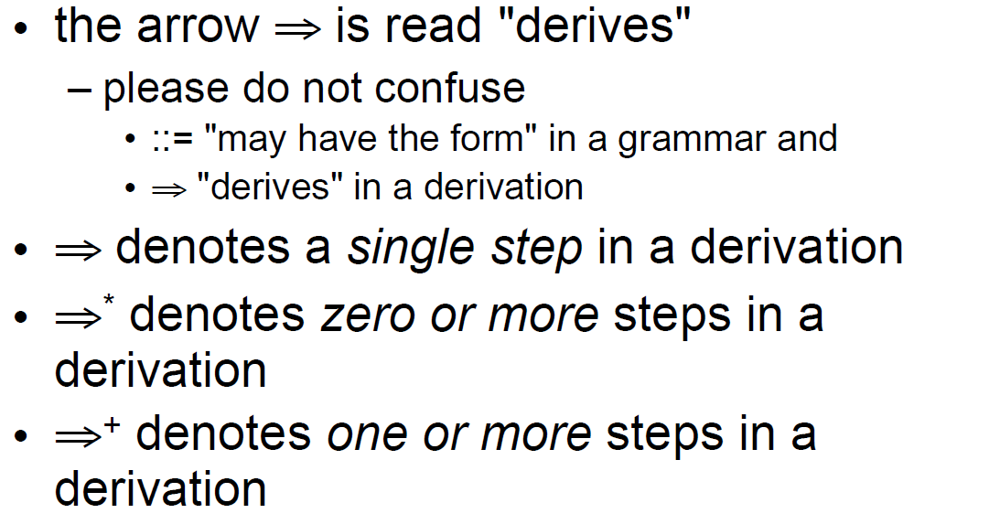 • the arrow ⇒ is read "derives"
– please do not confuse
• ::= "may have the form" in a grammar and
• ⇒ "derives" in a derivation
• ⇒ denotes a single step in a derivation
• ⇒* denotes zero or more steps in a
derivation
• ⇒+ denotes one or more steps in a
derivation